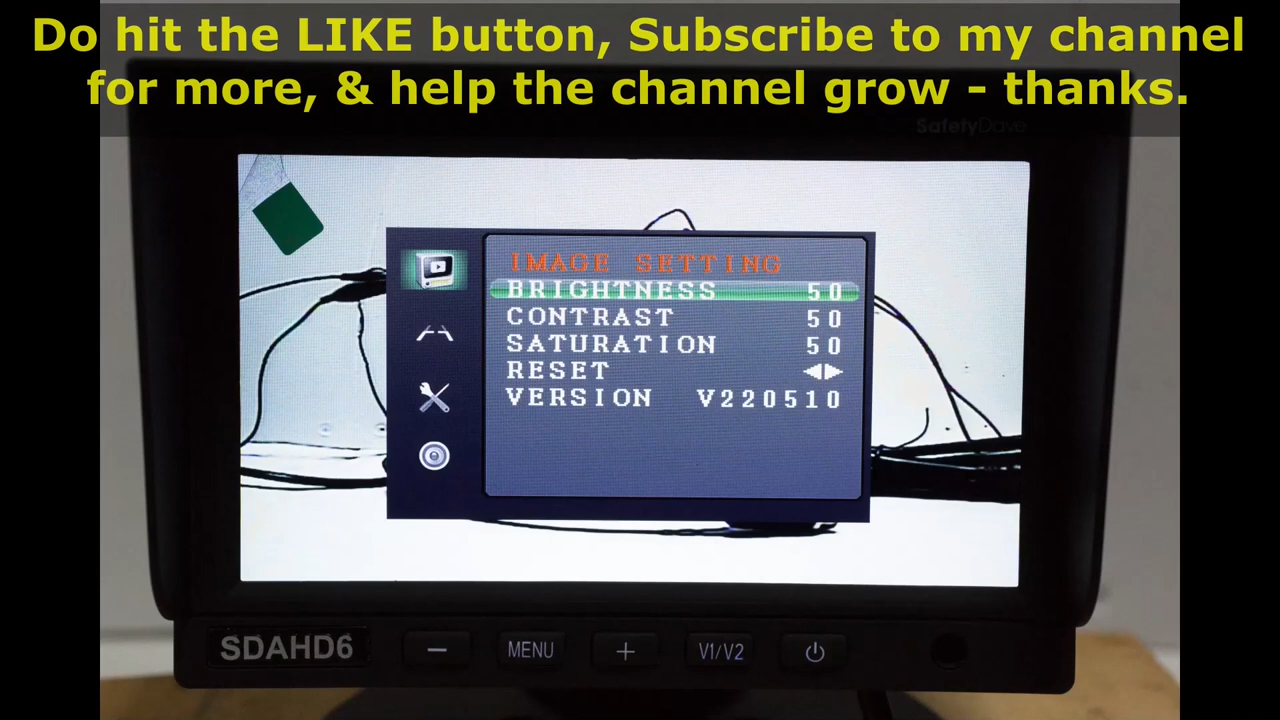 Do hit the LIKE button, Subscribe to my channel
for more, & help the channel grow - thanks.
SafetyDave
IMAGE SETTING
BRIGHTNESS 50
CONTRAST 50
SATURATION 50
RESET
VERSION V220510
SDAHD6 − MENU + V1/V2